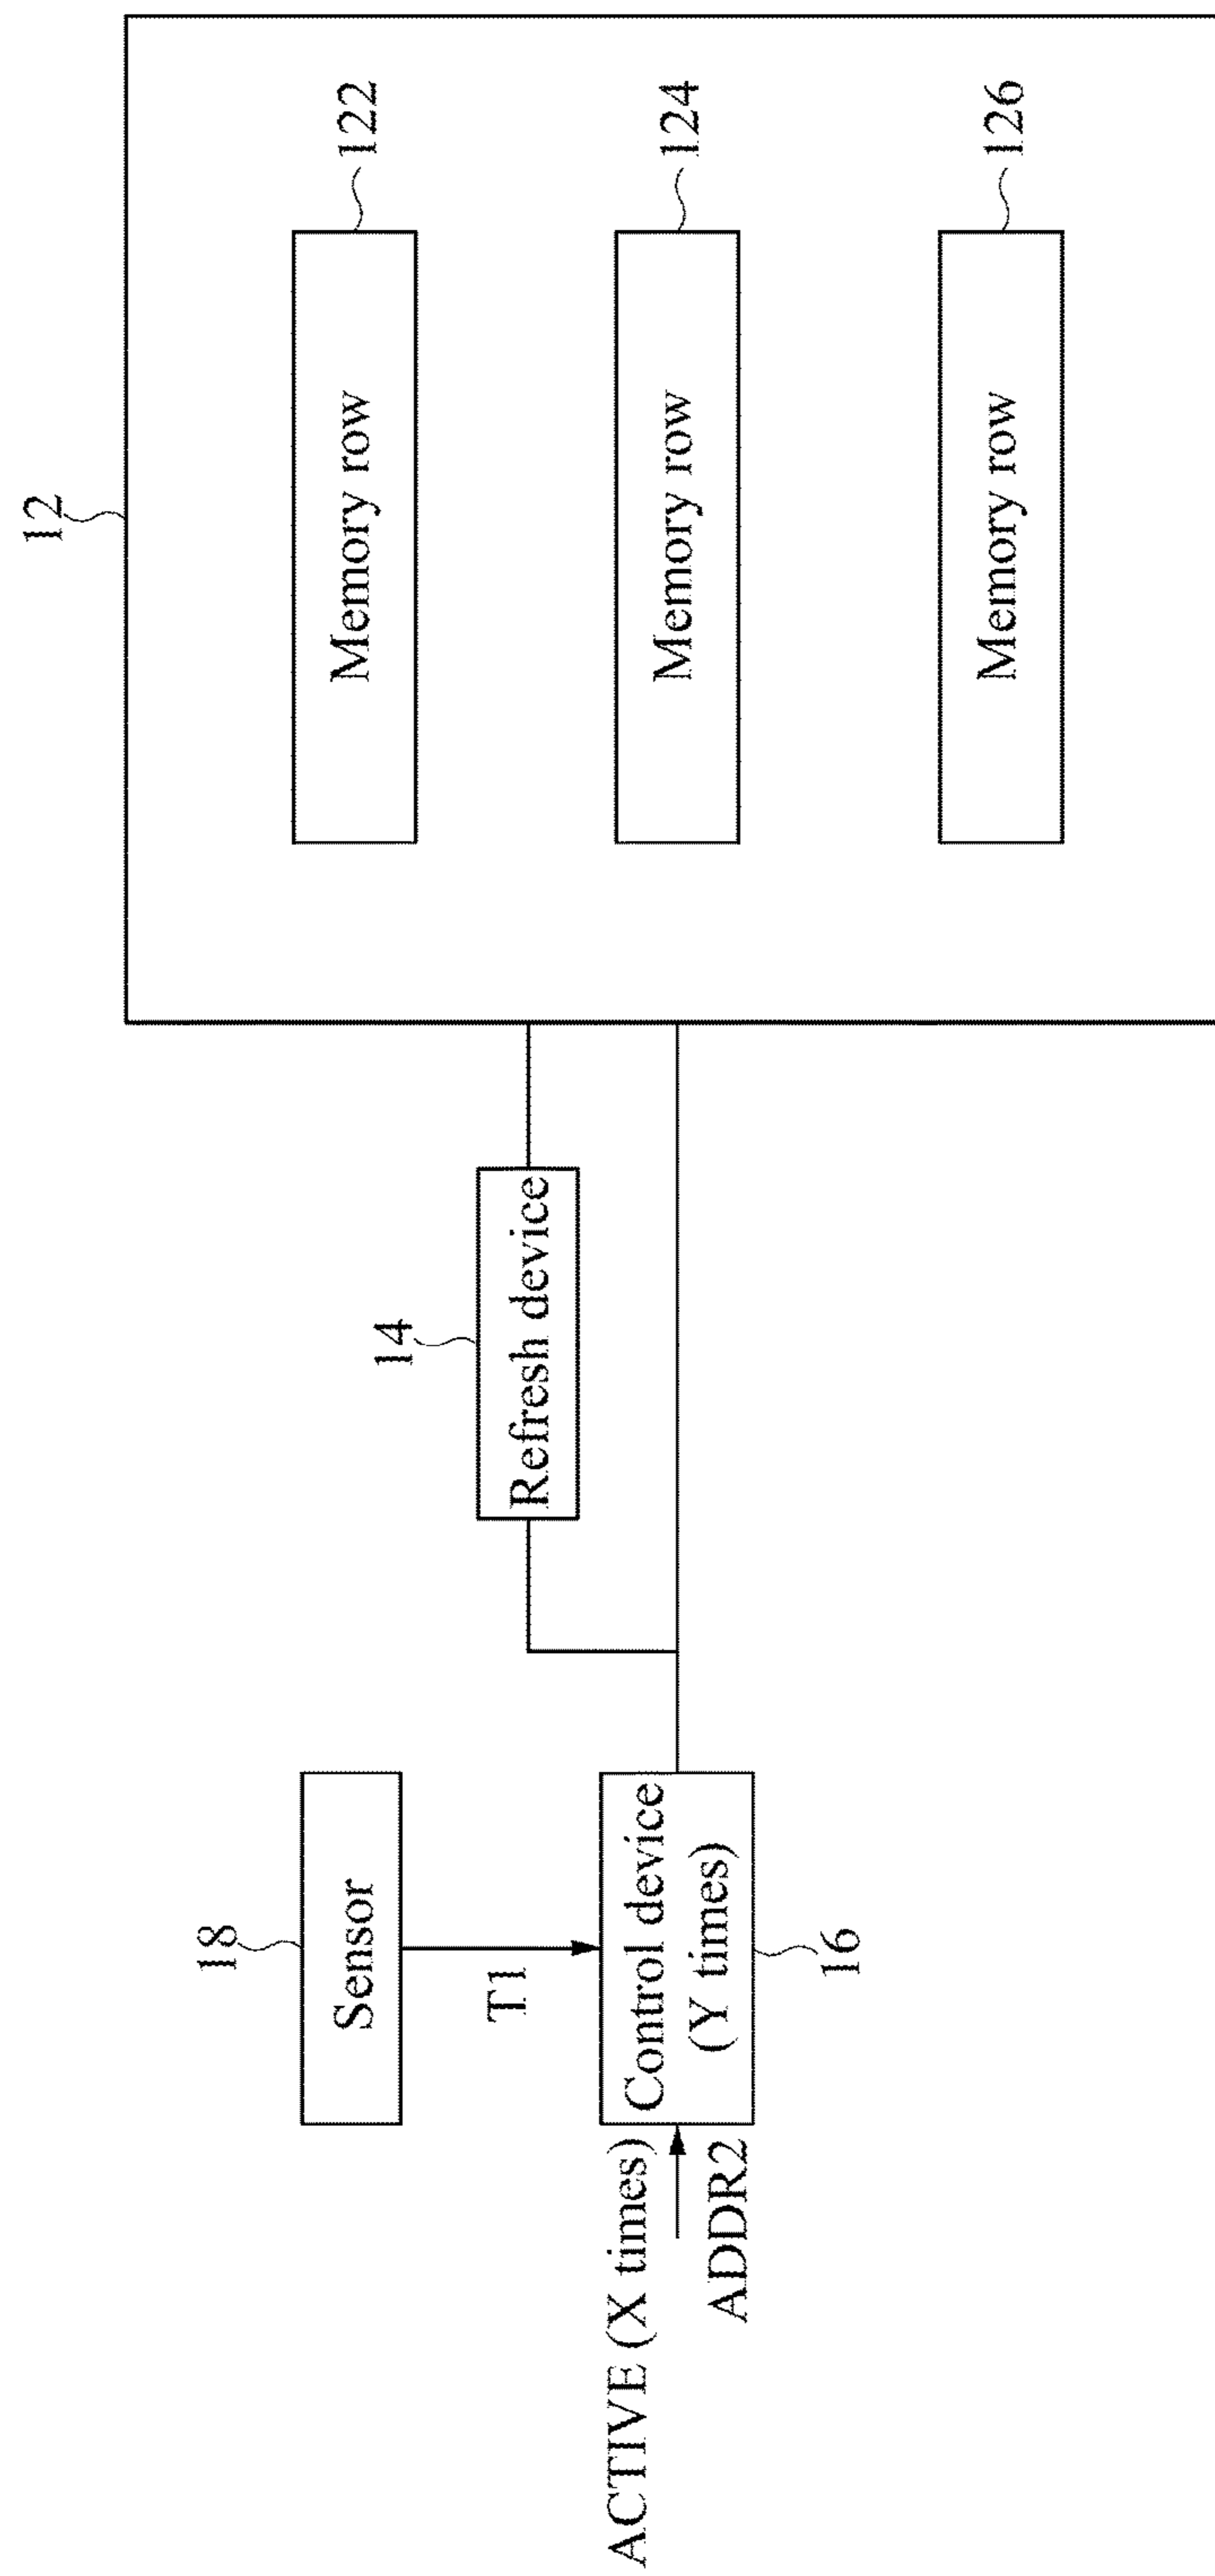 12
Memory row
122
Memory row
124
Memory row
126
14
Refresh device
18
Sensor
T1
Control device
(Y times)
16
ACTIVE (X times)
ADDR2